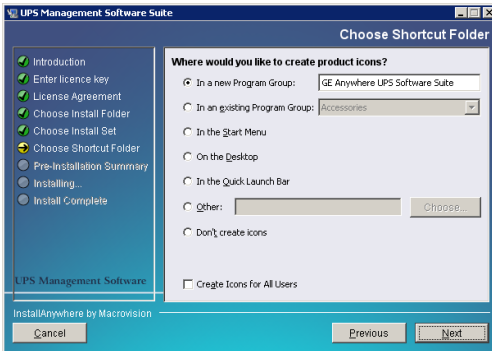 UPS Management Software Suite
Choose Shortcut Folder
Introduction
Enter licence key
License Agreement
Choose Install Folder
Choose Install Set
Choose Shortcut Folder
Pre-Installation Summary
Installing...
Install Complete
UPS Management Software
Where would you like to create product icons?
In a new Program Group: GE Anywhere UPS Software Suite
In an existing Program Group: Accessories
In the Start Menu
On the Desktop
In the Quick Launch Bar
Other: Choose...
Don't create icons
Create Icons for All Users
InstallAnywhere by Macrovision
Cancel Previous Next